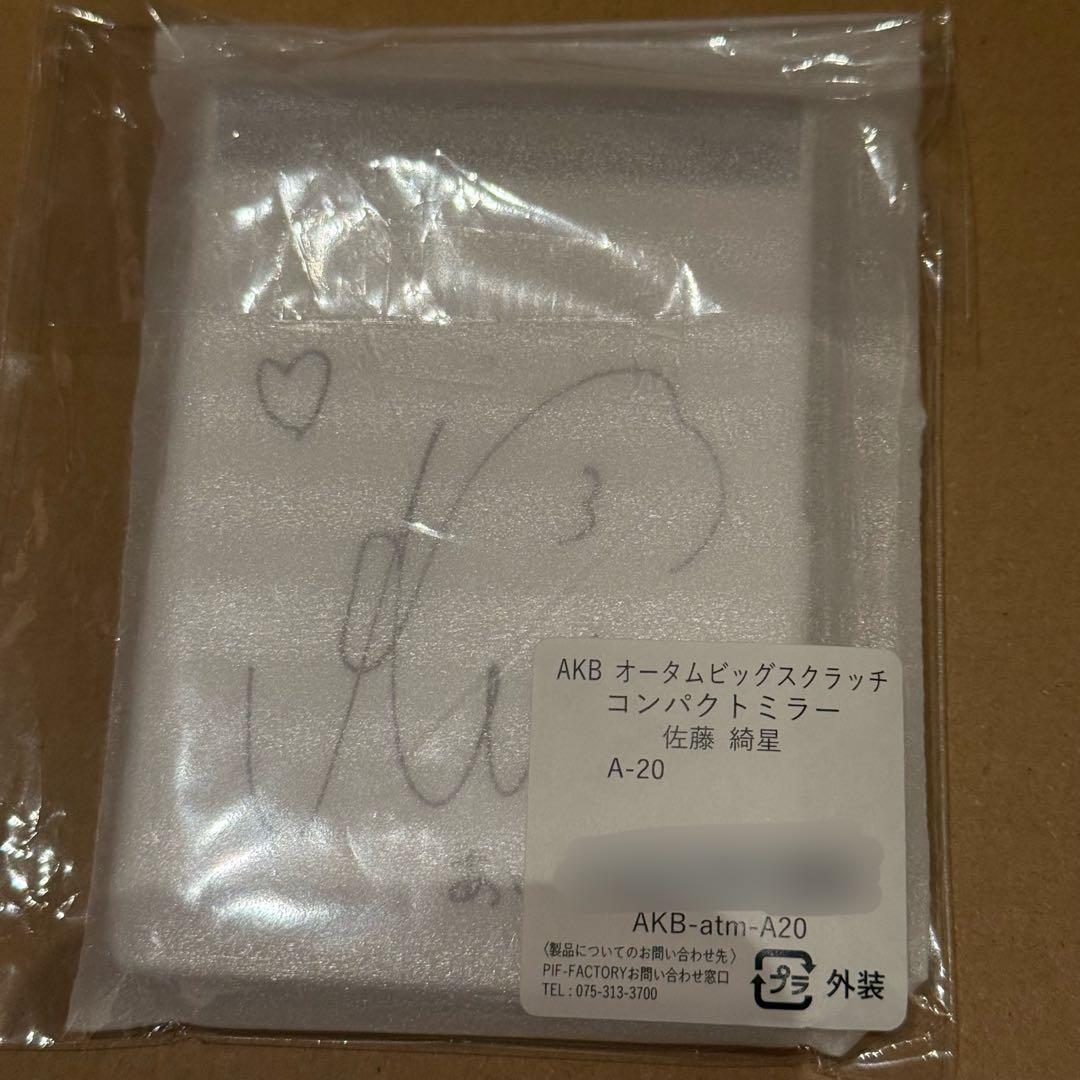 AKB オータムビッグスクラッチ
コンパクトミラー
佐藤 綺星
A-20
AKB-atm-A20
〈製品についてのお問い合わせ先〉
PIF-FACTORYお問い合わせ窓口
TEL : 075-313-3700
プラ 外装